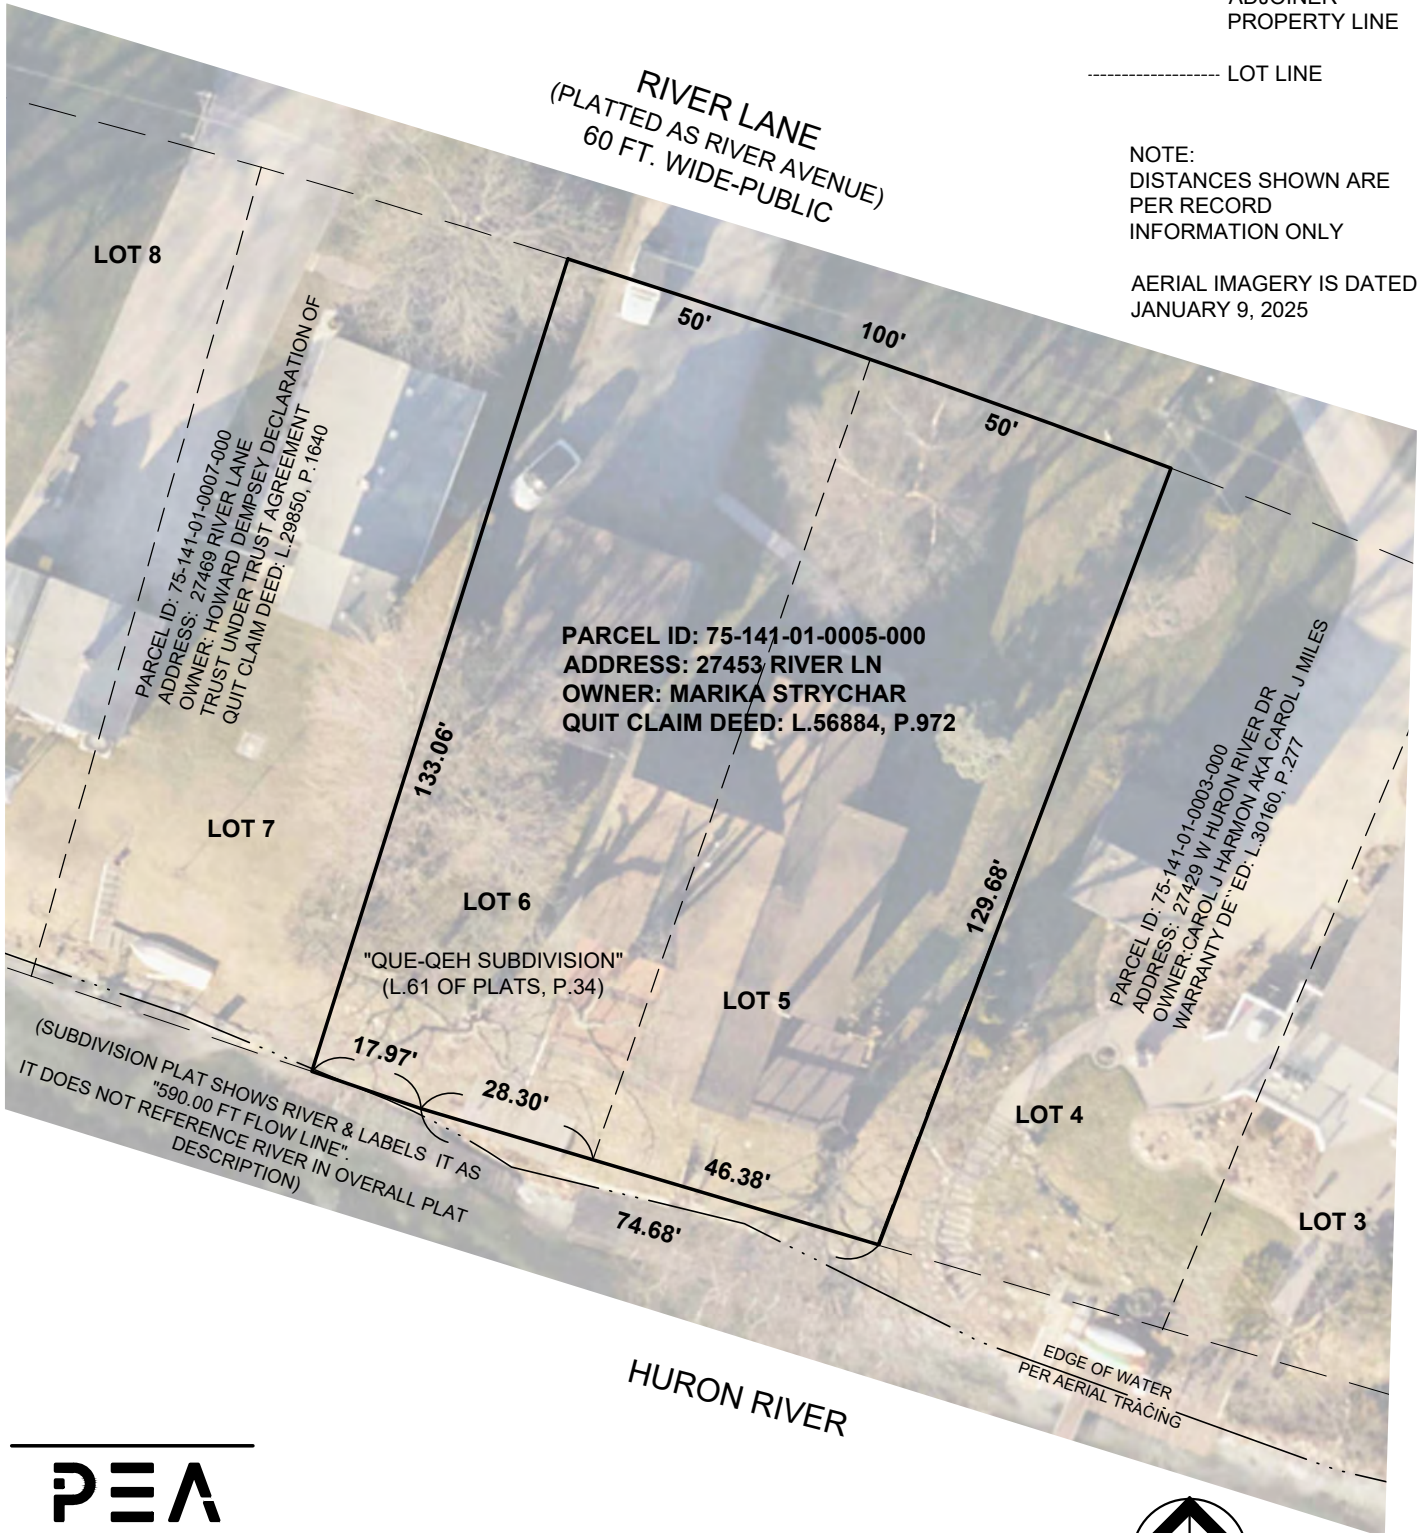 ADJOINER
PROPERTY LINE
LOT LINE
RIVER LANE
(PLATTED AS RIVER AVENUE)
60 FT. WIDE-PUBLIC
NOTE:
DISTANCES SHOWN ARE
PER RECORD
INFORMATION ONLY
AERIAL IMAGERY IS DATED
JANUARY 9, 2025
LOT 8
50'
100'
50'
PARCEL ID: 75-141-01-0007-000
ADDRESS: 27469 RIVER LANE
OWNER: HOWARD DEMPSEY DECLARATION OF
TRUST UNDER TRUST AGREEMENT
QUIT CLAIM DEED: L.29850, P.1640
PARCEL ID: 75-141-01-0005-000
ADDRESS: 27453 RIVER LN
OWNER: MARIKA STRYCHAR
QUIT CLAIM DEED: L.56884, P.972
133.06'
129.68'
PARCEL ID: 75-141-01-0003-000
ADDRESS: 27429 W HURON RIVER DR
OWNER:CAROL J HARMON AKA CAROL J MILES
WARRANTY DE``ED: L.30160, P.277
LOT 7
LOT 6
"QUE-QEH SUBDIVISION"
(L.61 OF PLATS, P.34)
LOT 5
17.97'
28.30'
46.38'
74.68'
LOT 4
LOT 3
(SUBDIVISION PLAT SHOWS RIVER & LABELS IT AS
"590.00 FT FLOW LINE".
IT DOES NOT REFERENCE RIVER IN OVERALL PLAT
DESCRIPTION)
HURON RIVER
EDGE OF WATER
PER AERIAL TRACING
PEA